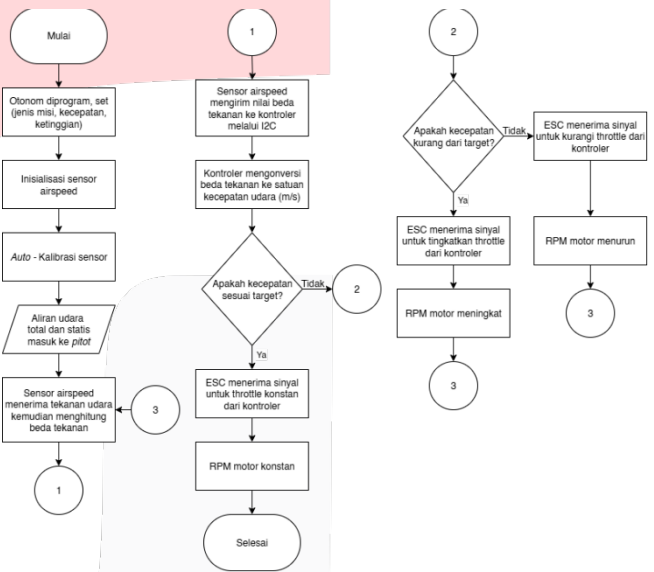 Mulai
Otonom diprogram, set
(jenis misi, kecepatan,
ketinggian)
Inisialisasi sensor
airspeed
Auto - Kalibrasi sensor
Aliran udara
total dan statis
masuk ke pitot
Sensor airspeed
menerima tekanan udara
kemudian menghitung
beda tekanan
3
1
1
Sensor airspeed
mengirim nilai beda
tekanan ke kontroler
melalui I2C
Kontroler mengonversi
beda tekanan ke satuan
kecepatan udara (m/s)
Apakah kecepatan
sesuai target?
Tidak
2
Ya
ESC menerima sinyal
untuk throttle konstan
dari kontroler
RPM motor konstan
Selesai
2
Apakah kecepatan
kurang dari target?
Tidak
ESC menerima sinyal
untuk kurangi throttle dari
kontroler
RPM motor menurun
3
Ya
ESC menerima sinyal
untuk tingkatkan throttle
dari kontroler
RPM motor meningkat
3